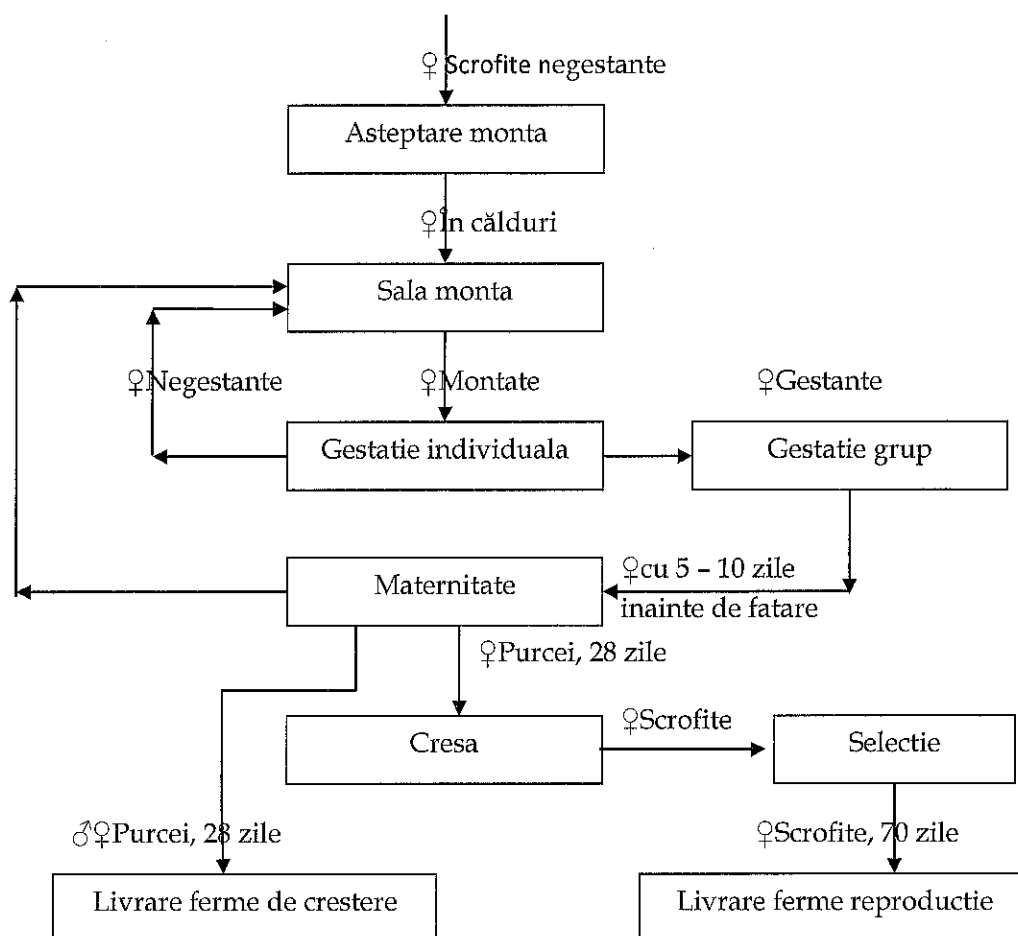 ♀ Scrofite negestante
Asteptare monta
♀În călduri
Sala monta
♀Negestante
♀Montate
♀Gestante
Gestatie individuala
Gestatie grup
Maternitate
♀cu 5 – 10 zile
inainte de fatare
♀Purcei, 28 zile
Cresa
♀Scrofite
Selectie
♂♀Purcei, 28 zile
♀Scrofite, 70 zile
Livrare ferme de crestere
Livrare ferme reproductie